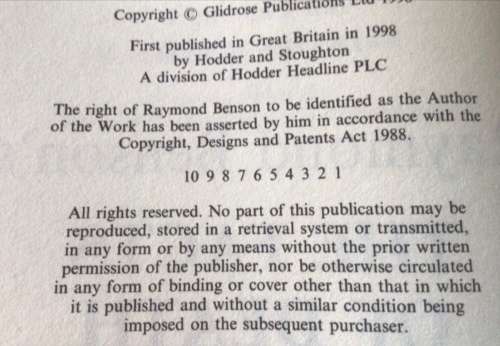 Copyright © Glidrose Publications Ltd 1998
First published in Great Britain in 1998
by Hodder and Stoughton
A division of Hodder Headline PLC
The right of Raymond Benson to be identified as the Author
of the Work has been asserted by him in accordance with the
Copyright, Designs and Patents Act 1988.
10 9 8 7 6 5 4 3 2 1
All rights reserved. No part of this publication may be
reproduced, stored in a retrieval system or transmitted,
in any form or by any means without the prior written
permission of the publisher, nor be otherwise circulated
in any form of binding or cover other than that in which
it is published and without a similar condition being
imposed on the subsequent purchaser.